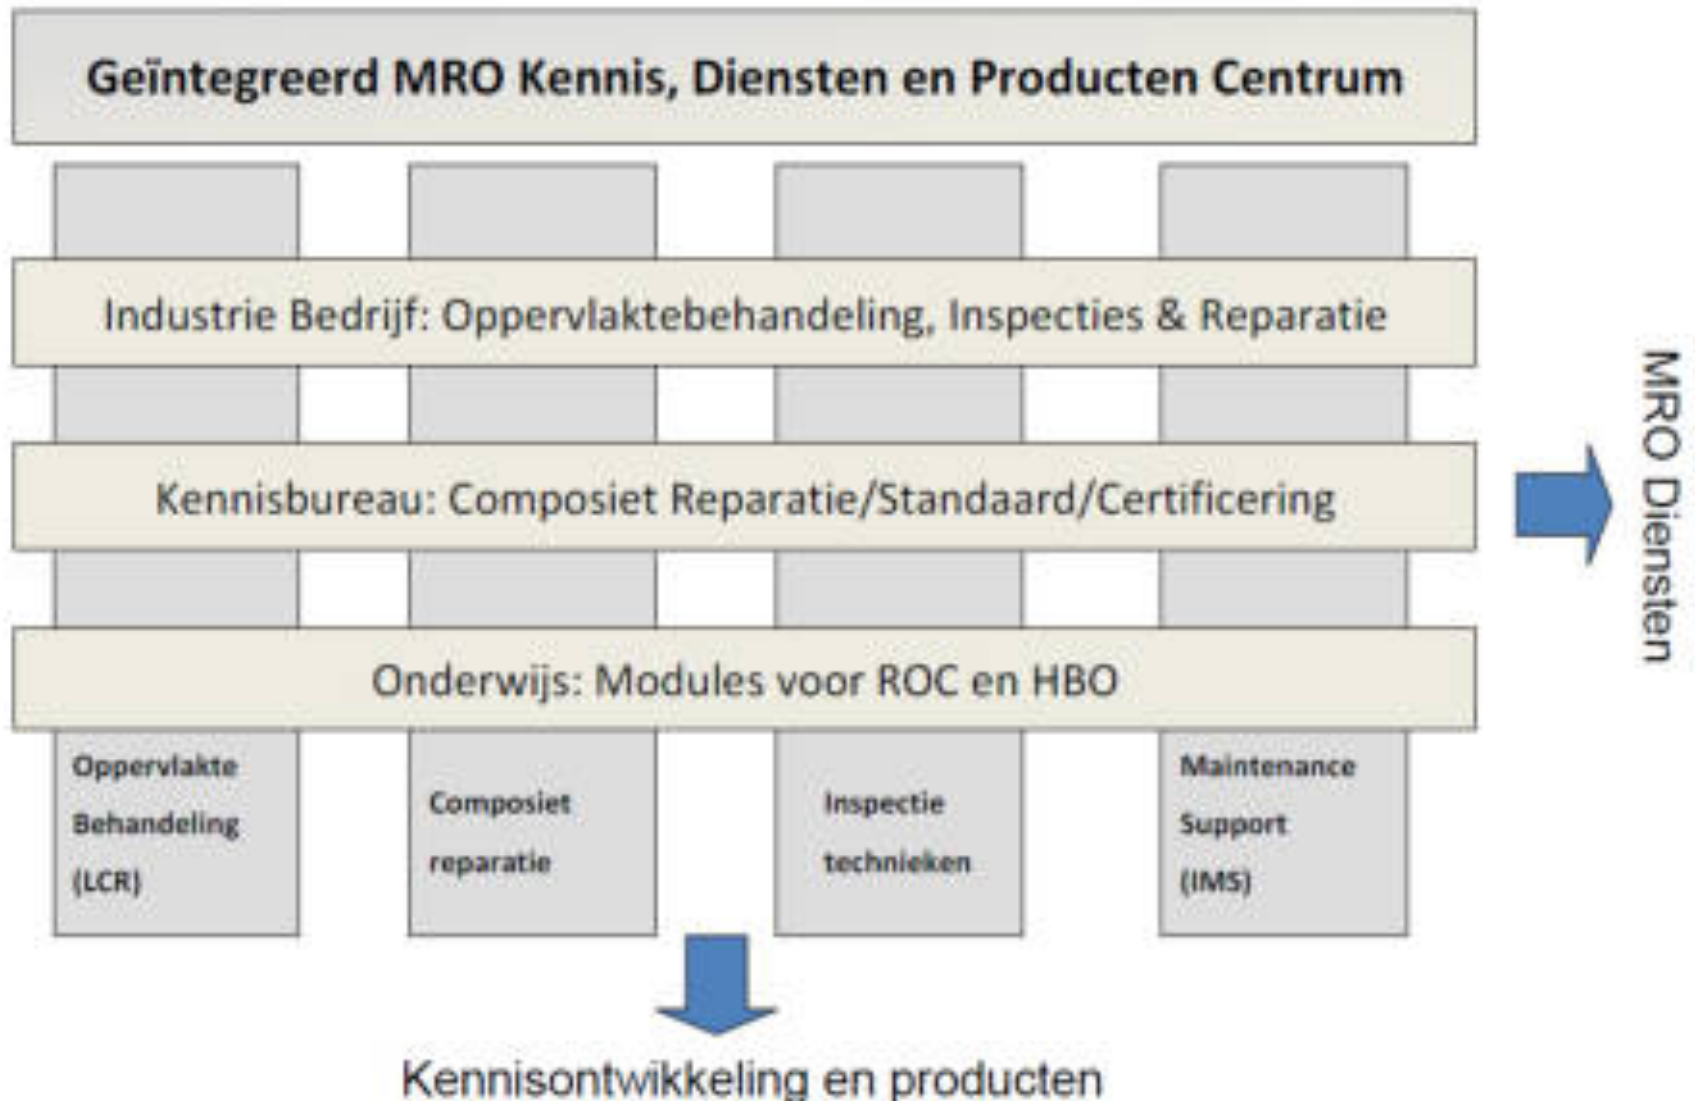 Geïntegreerd MRO Kennis, Diensten en Producten Centrum
Industrie Bedrijf: Oppervlaktebehandeling, Inspecties & Reparatie
Kennisbureau: Composiet Reparatie/Standaard/Certificering
Onderwijs: Modules voor ROC en HBO
Oppervlakte
Behandeling
(LCR)
Composiet
reparatie
Inspectie
technieken
Maintenance
Support
(IMS)
MRO Diensten
Kennisontwikkeling en producten